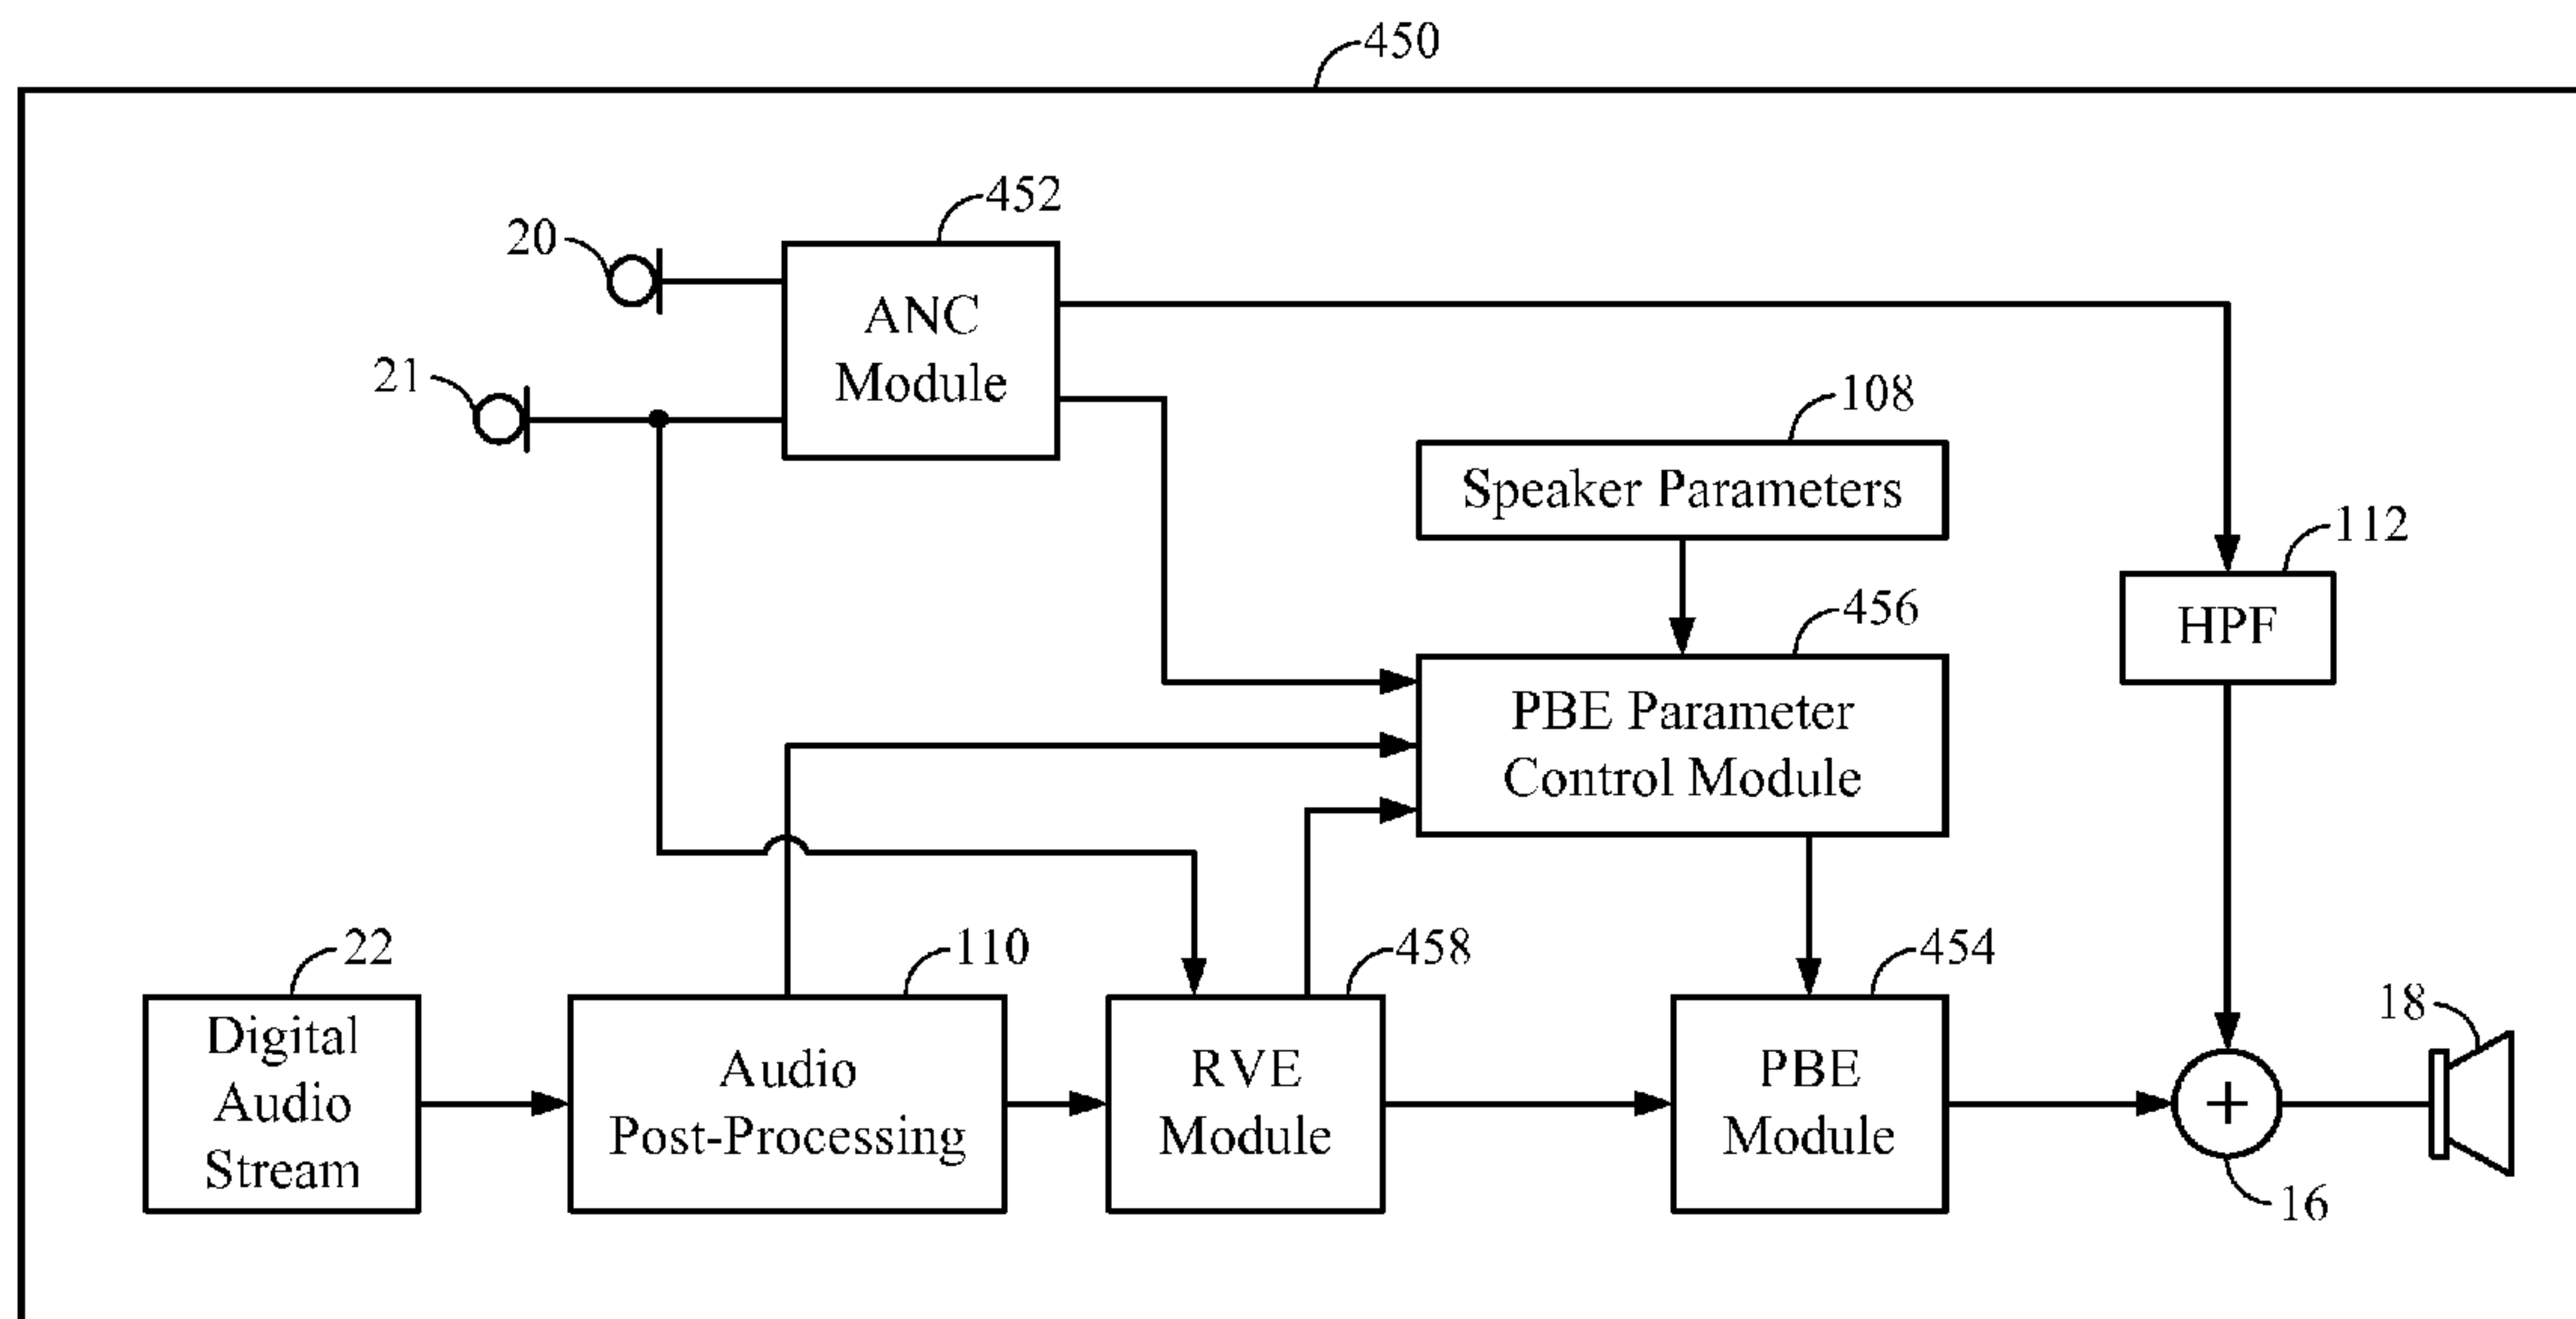 450
452
20
ANC
Module
21
108
Speaker Parameters
112
HPF
456
PBE Parameter
Control Module
22
Digital
Audio
Stream
110
Audio
Post-Processing
458
RVE
Module
454
PBE
Module
18
+
16